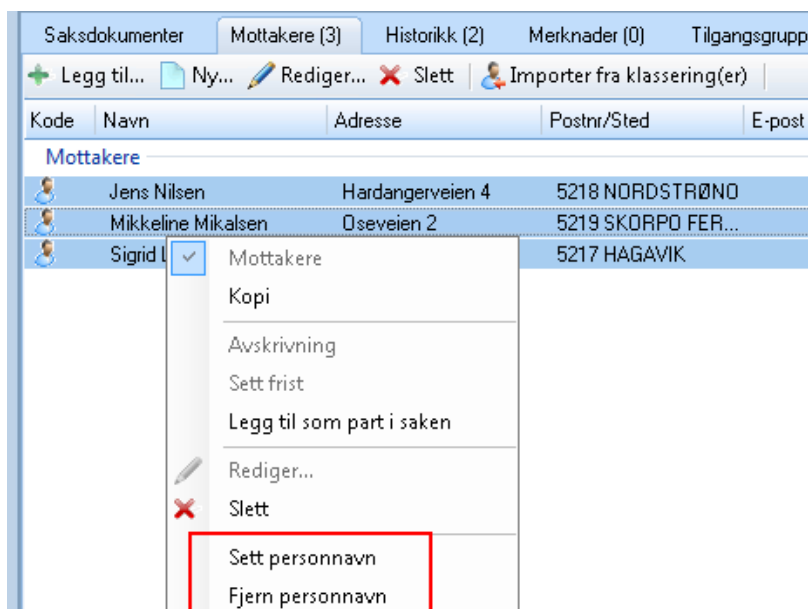 Saksdokumenter Mottakere (3) Historikk (2) Merknader (0) Tilgangsgrupp
Legg til... Ny... Rediger... Slett Importer fra klassering(er)
Kode Navn Adresse Postnr/Sted E-post
Mottakere
Jens Nilsen Hardangerveien 4 5218 NORDSTRØNO
Mikkeline Mikalsen Oseveien 2 5219 SKORPO FER...
Sigrid L 5217 HAGAVIK
Mottakere
Kopi
Avskrivning
Sett frist
Legg til som part i saken
Rediger...
Slett
Sett personnavn
Fjern personnavn